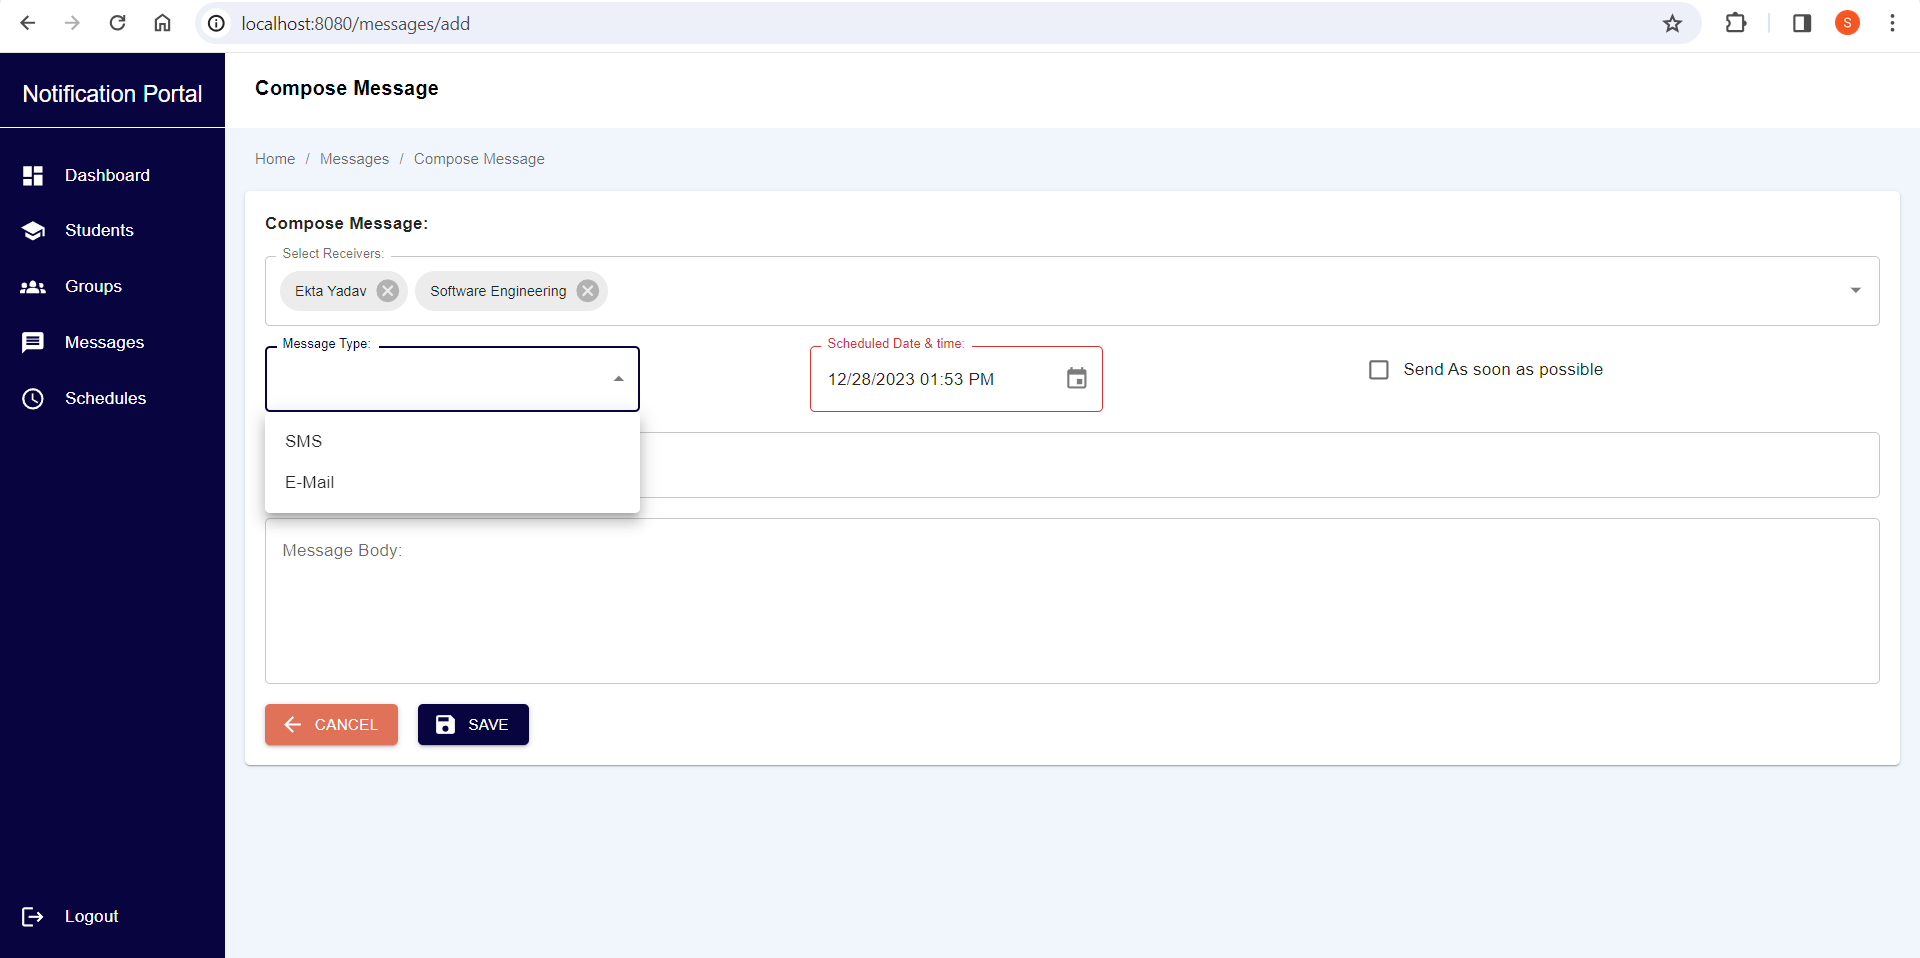 localhost:8080/messages/add
S
Notification Portal
Compose Message
Home / Messages / Compose Message
Dashboard
Students
Groups
Messages
Schedules
Logout
Compose Message:
Select Receivers:
Ekta Yadav
Software Engineering
Message Type:
Scheduled Date & time:
12/28/2023 01:53 PM
Send As soon as possible
SMS
E-Mail
Message Body:
CANCEL
SAVE